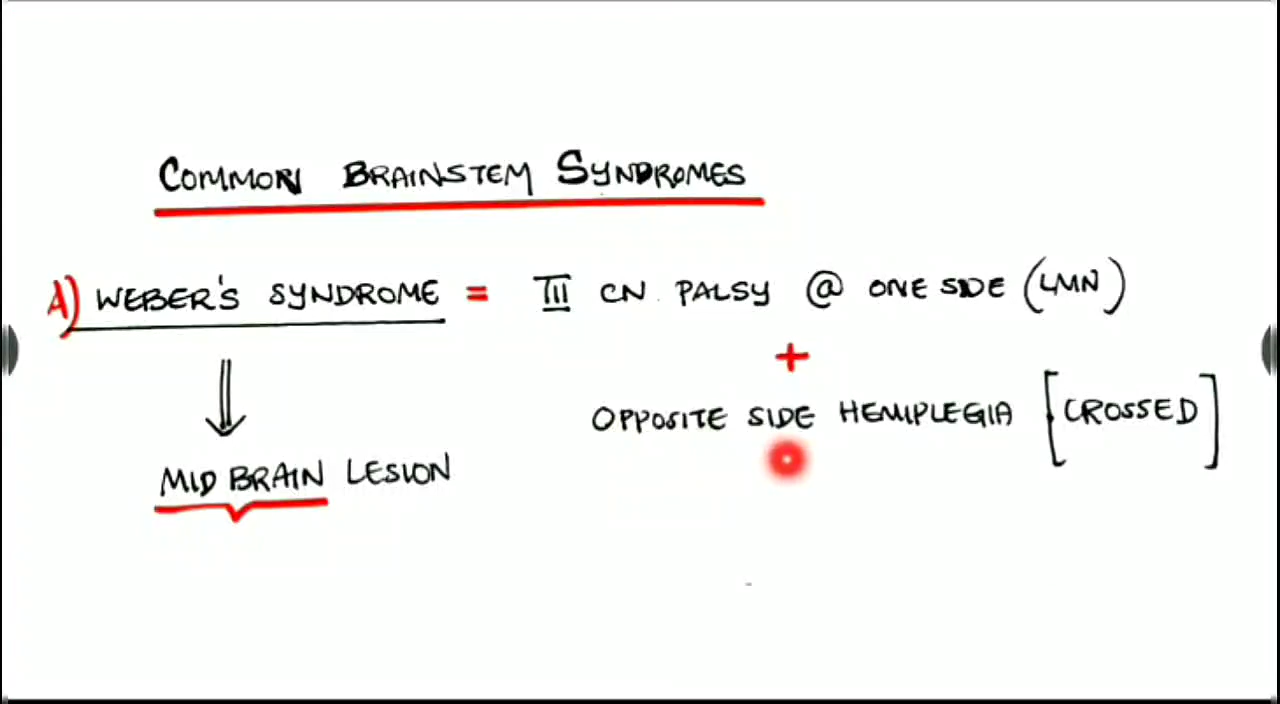 COMMON BRAINSTEM SYNDROMES
A) WEBER'S SYNDROME = III CN PALSY @ ONE SIDE (LMN)
+
OPPOSITE SIDE HEMIPLEGIA [CROSSED]
MID BRAIN LESION